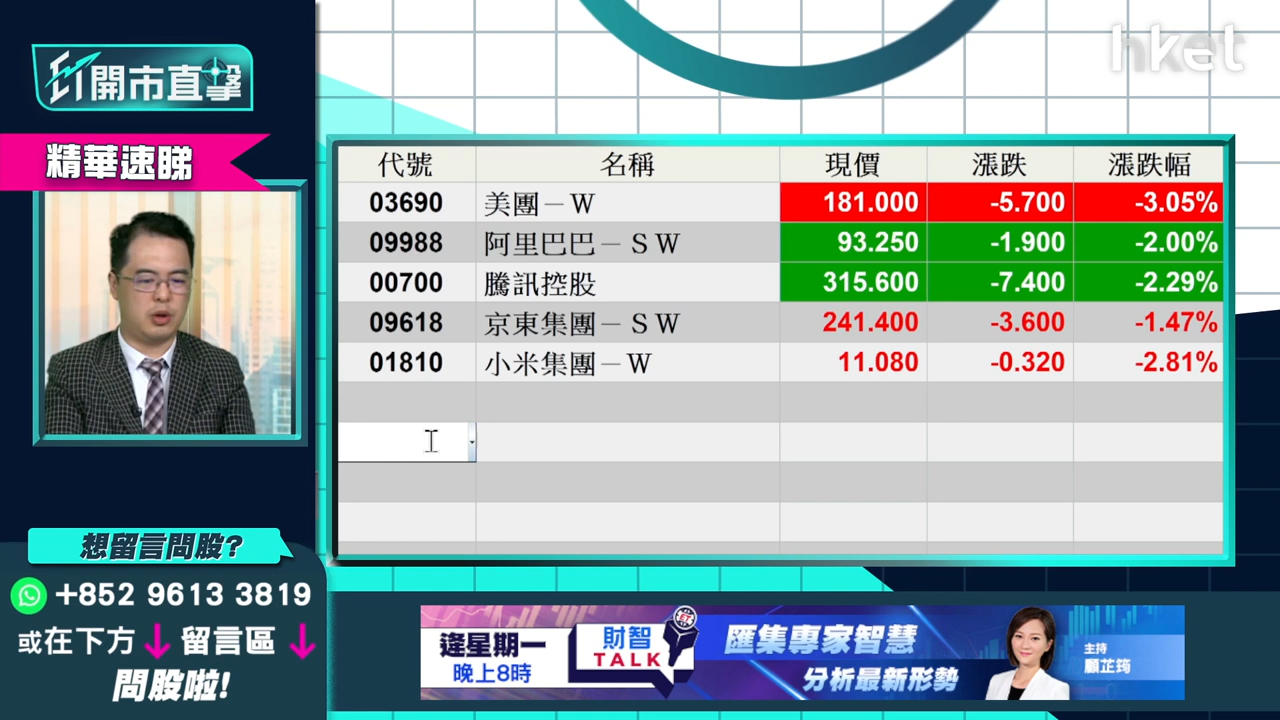 hket
ET開市直擊
精華速睇
代號 名稱 現價 漲跌 漲跌幅
03690 美團－W 181.000 -5.700 -3.05%
09988 阿里巴巴－ＳＷ 93.250 -1.900 -2.00%
00700 騰訊控股 315.600 -7.400 -2.29%
09618 京東集團－ＳＷ 241.400 -3.600 -1.47%
01810 小米集團－W 11.080 -0.320 -2.81%
想留言問股?
+852 9613 3819
或在下方 留言區
問股啦!
逢星期一
晚上8時
財智
TALK
匯集專家智慧
分析最新形勢
主持
顧芷筠